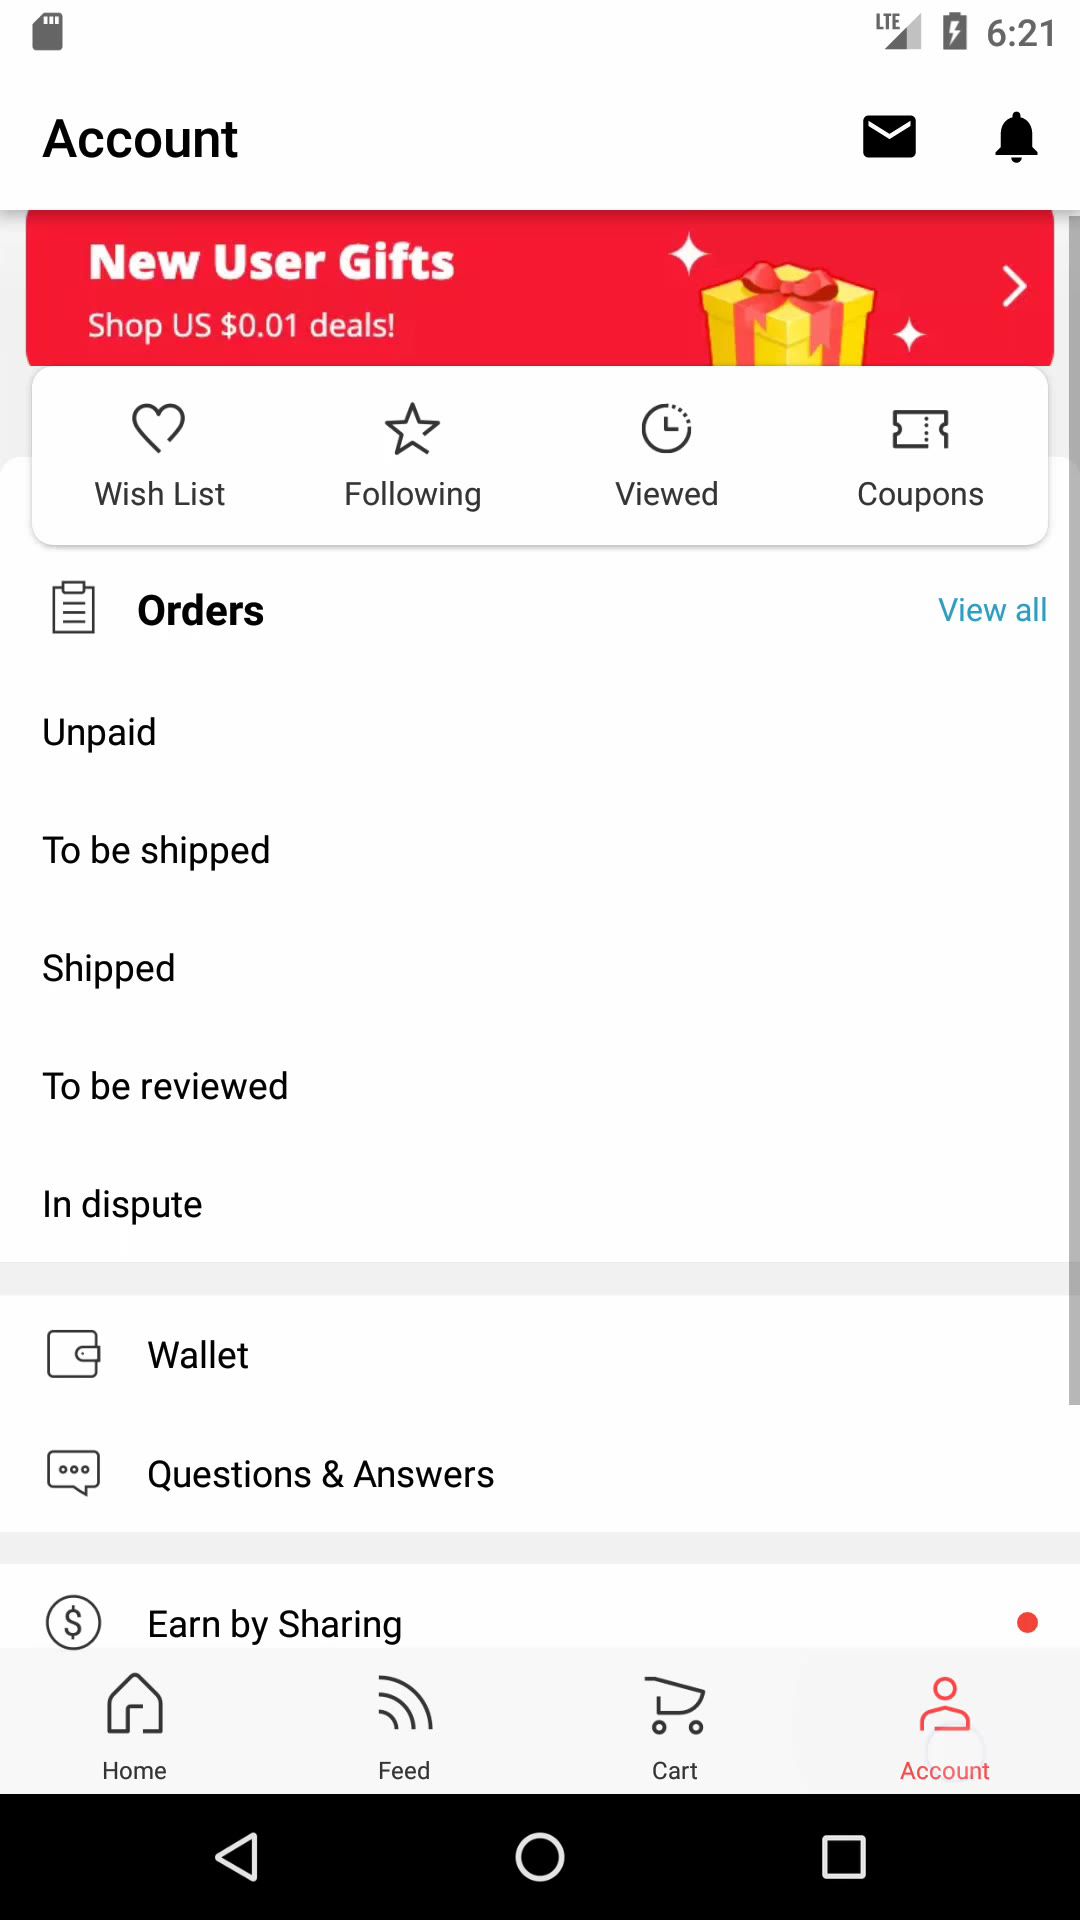 LTE 6:21
Account
New User Gifts
Shop US $0.01 deals!
Wish List Following Viewed Coupons
Orders View all
Unpaid
To be shipped
Shipped
To be reviewed
In dispute
Wallet
Questions & Answers
$ Earn by Sharing
Home Feed Cart Account